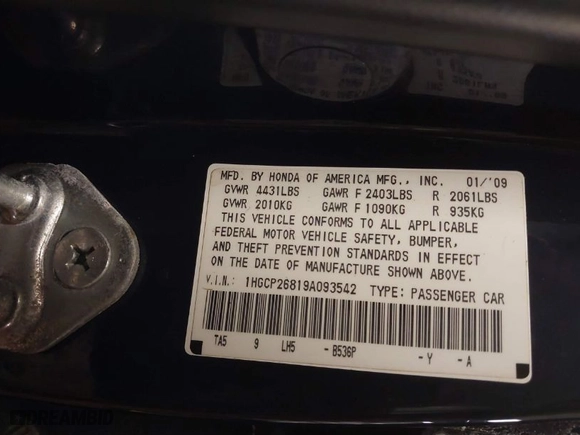 MFD. BY HONDA OF AMERICA MFG., INC. 01/'09
GVWR 4431LBS GAWR F 2403LBS R 2061LBS
GVWR 2010KG GAWR F 1090KG R 935KG
THIS VEHICLE CONFORMS TO ALL APPLICABLE
FEDERAL MOTOR VEHICLE SAFETY, BUMPER,
AND THEFT PREVENTION STANDARDS IN EFFECT
ON THE DATE OF MANUFACTURE SHOWN ABOVE.
V.I.N.: 1HGCP26819A093542 TYPE: PASSENGER CAR
TA5 9 LH5 - B536P -Y -A
DREAMBID